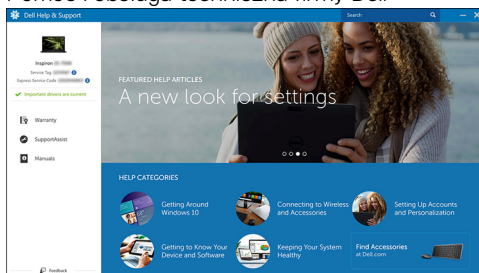 Pomoc i obsługa techniczna firmy Dell
Dell Help & Support
Search
Inspiron
Service Tag
Express Service Code
Important drivers are current
Warranty
SupportAssist
Manuals
Feedback
FEATURED HELP ARTICLES
A new look for settings
HELP CATEGORIES
Getting Around
Windows 10
Connecting to Wireless
and Accessories
Setting Up Accounts
and Personalization
Getting to Know Your
Device and Software
Keeping Your System
Healthy
Find Accessories
at Dell.com